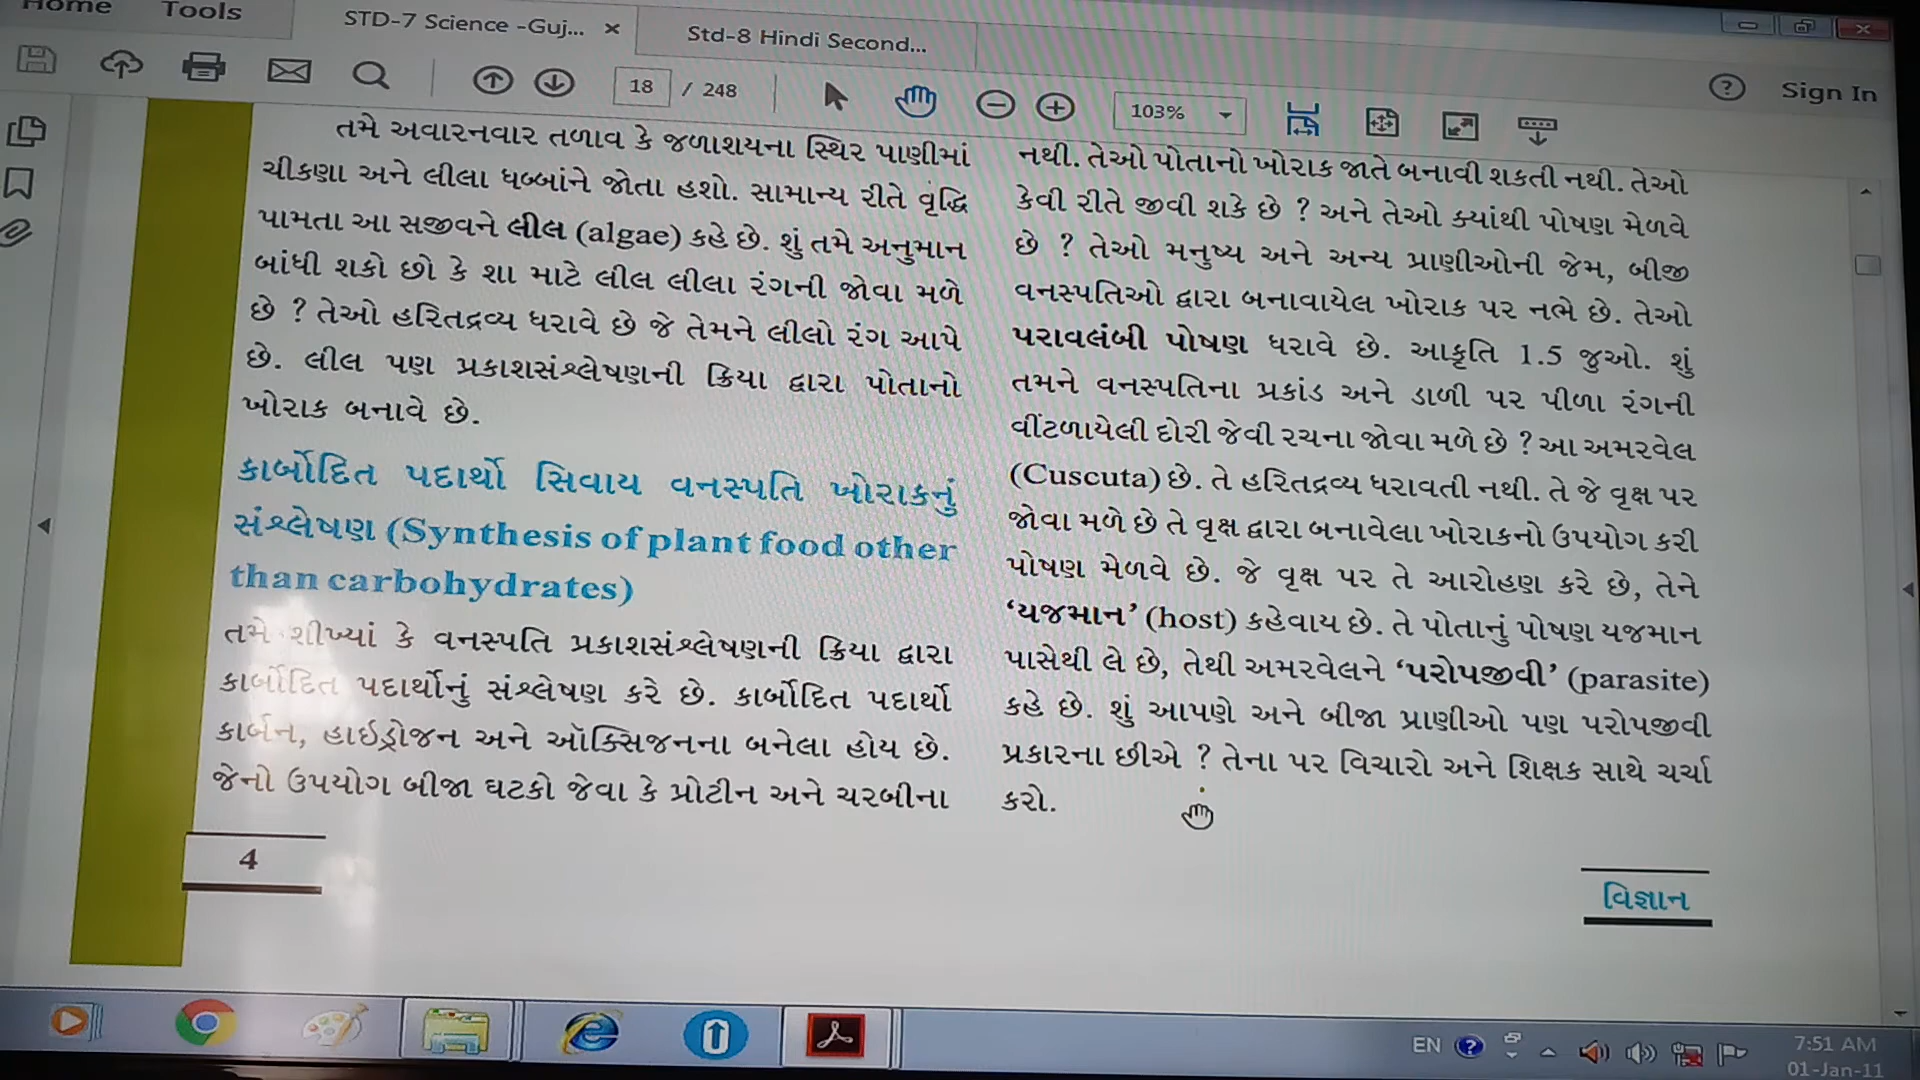 Home Tools
STD-7 Science -Guj... ×
Std-8 Hindi Second...
18 / 248
103%
Sign In
તમે અવારનવાર તળાવ કે જળાશયના સ્થિર પાણીમાં
ચીકણા અને લીલા ધબ્બાંને જોતા હશો. સામાન્ય રીતે વૃદ્ધિ
પામતા આ સજીવને લીલ (algae) કહે છે. શું તમે અનુમાન
બાંધી શકો છો કે શા માટે લીલ લીલા રંગની જોવા મળે
છે ? તેઓ હરિતદ્રવ્ય ધરાવે છે જે તેમને લીલો રંગ આપે
છે. લીલ પણ પ્રકાશસંશ્લેષણની ક્રિયા દ્વારા પોતાનો
ખોરાક બનાવે છે.
કાર્બોદિત પદાર્થો સિવાય વનસ્પતિ ખોરાકનું
સંશ્લેષણ (Synthesis of plant food other
than carbohydrates)
તમે શીખ્યાં કે વનસ્પતિ પ્રકાશસંશ્લેષણની ક્રિયા દ્વારા
કાર્બોદિત પદાર્થોનું સંશ્લેષણ કરે છે. કાર્બોદિત પદાર્થો
કાર્બન, હાઇડ્રોજન અને ઑક્સિજનના બનેલા હોય છે.
જેનો ઉપયોગ બીજા ઘટકો જેવા કે પ્રોટીન અને ચરબીના
4
નથી. તેઓ પોતાનો ખોરાક જાતે બનાવી શકતી નથી. તેઓ
કેવી રીતે જીવી શકે છે ? અને તેઓ ક્યાંથી પોષણ મેળવે
છે ? તેઓ મનુષ્ય અને અન્ય પ્રાણીઓની જેમ, બીજી
વનસ્પતિઓ દ્વારા બનાવાયેલ ખોરાક પર નભે છે. તેઓ
પરાવલંબી પોષણ ધરાવે છે. આકૃતિ 1.5 જુઓ. શું
તમને વનસ્પતિના પ્રકાંડ અને ડાળી પર પીળા રંગની
વીંટળાયેલી દોરી જેવી રચના જોવા મળે છે ? આ અમરવેલ
(Cuscuta) છે. તે હરિતદ્રવ્ય ધરાવતી નથી. તે જે વૃક્ષ પર
જોવા મળે છે તે વૃક્ષ દ્વારા બનાવેલા ખોરાકનો ઉપયોગ કરી
પોષણ મેળવે છે. જે વૃક્ષ પર તે આરોહણ કરે છે, તેને
‘યજમાન’ (host) કહેવાય છે. તે પોતાનું પોષણ યજમાન
પાસેથી લે છે, તેથી અમરવેલને ‘પરોપજીવી’ (parasite)
કહે છે. શું આપણે અને બીજા પ્રાણીઓ પણ પરોપજીવી
પ્રકારના છીએ ? તેના પર વિચારો અને શિક્ષક સાથે ચર્ચા
કરો.
વિજ્ઞાન
EN
7:51 AM
01-Jan-11